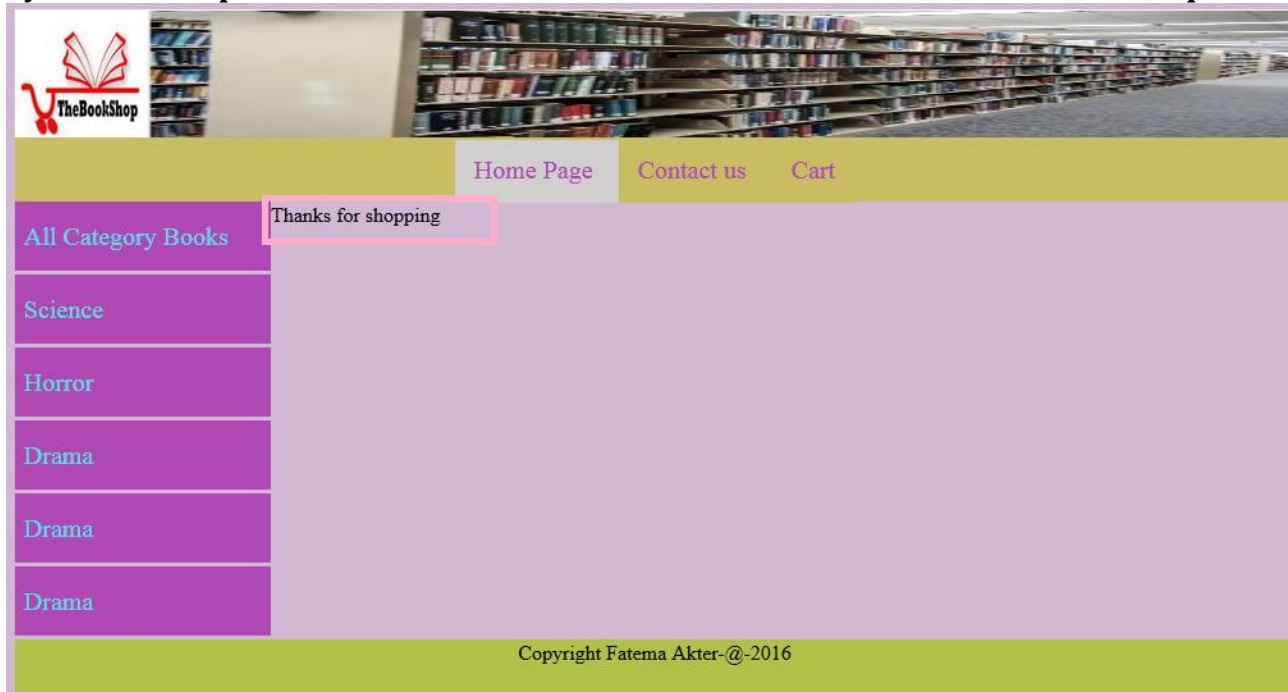 TheBookShop
Home Page Contact us Cart
Thanks for shopping
All Category Books
Science
Horror
Drama
Drama
Drama
Copyright Fatema Akter-@-2016